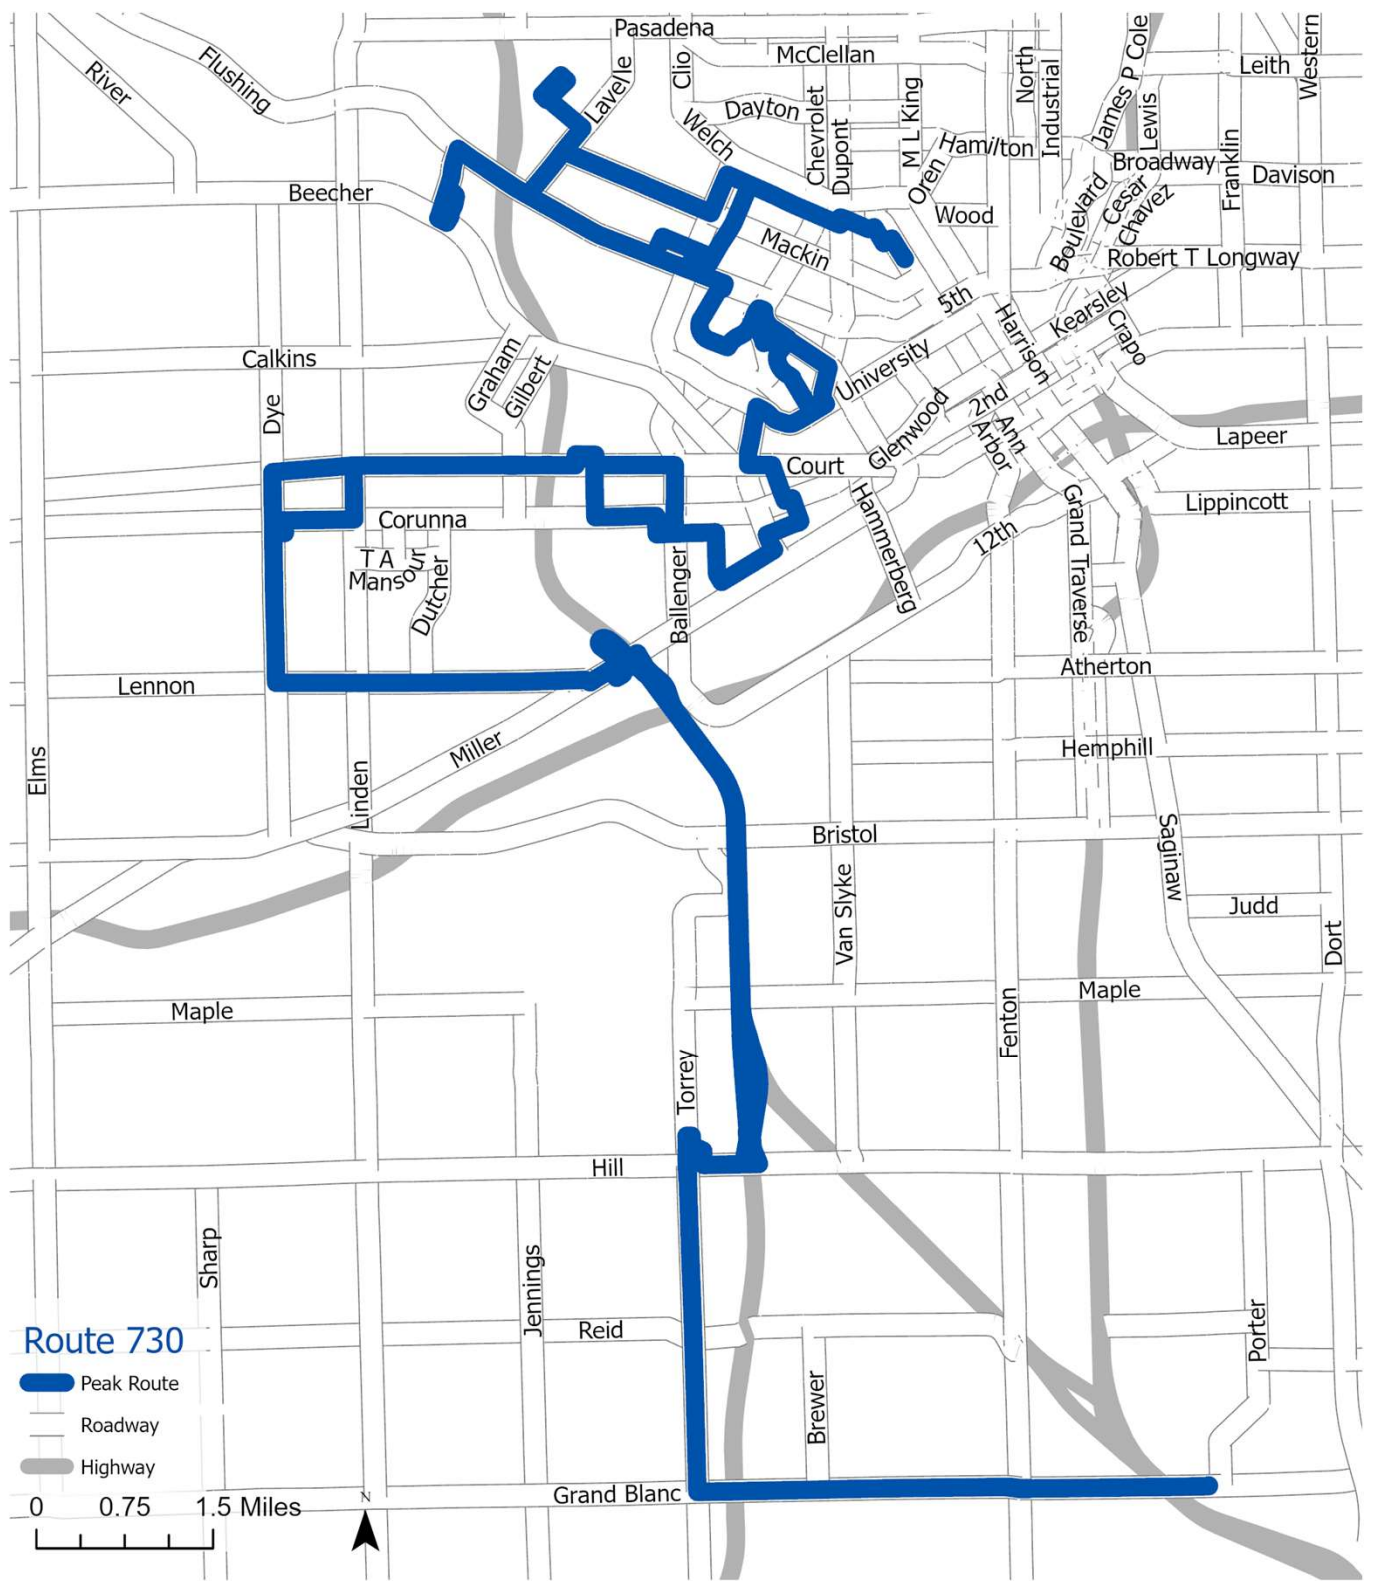 Pasadena
McClellan
Leith
Western
North
Industrial
James P Cole
Lewis
River
Flushing
Lavelle
Clio
Dayton
Welch
Chevrolet
Dupont
M L King
Hamilton
Oren
Broadway
Davison
Franklin
Beecher
Wood
Boulevard
Cesar
Chavez
Mackin
Robert T Longway
5th
Kearsley
Harrison
Crapo
Calkins
Graham
Gilbert
University
Dye
Glenwood
2nd
Ann
Arbor
Lapeer
Court
Hammerberg
Lippincott
Corunna
12th
Grand Traverse
T A
Mansour
Dutcher
Ballenger
Atherton
Lennon
Miller
Hemphill
Elms
Linden
Bristol
Saginaw
Van Slyke
Judd
Dort
Maple
Maple
Fenton
Torrey
Hill
Sharp
Jennings
Reid
Porter
Brewer
Grand Blanc
Route 730
Peak Route
Roadway
Highway
0 0.75 1.5 Miles
N